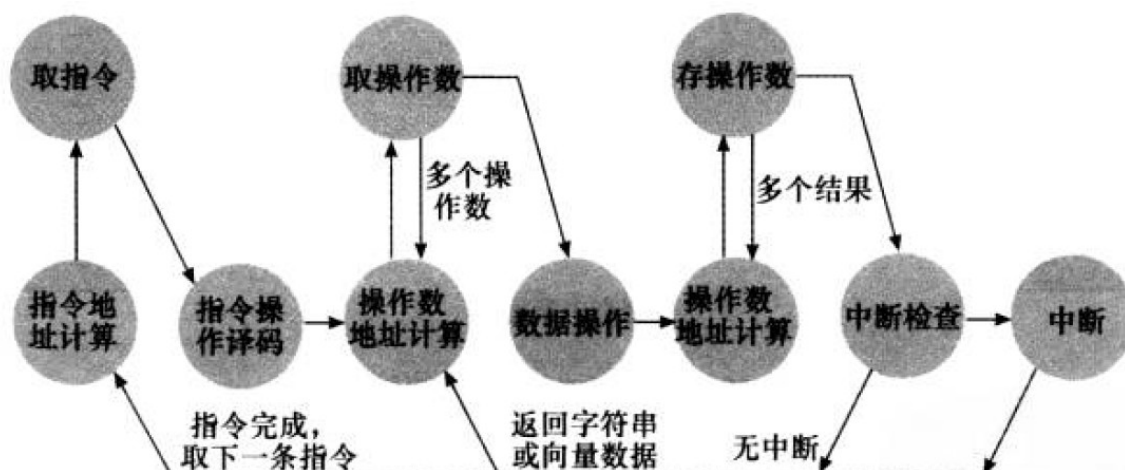 取指令
取操作数
存操作数
多个操
作数
多个结果
指令地
址计算
指令操
作译码
操作数
地址计算
数据操作
操作数
地址计算
中断检查
中断
指令完成，
取下一条指令
返回字符串
或向量数据
无中断